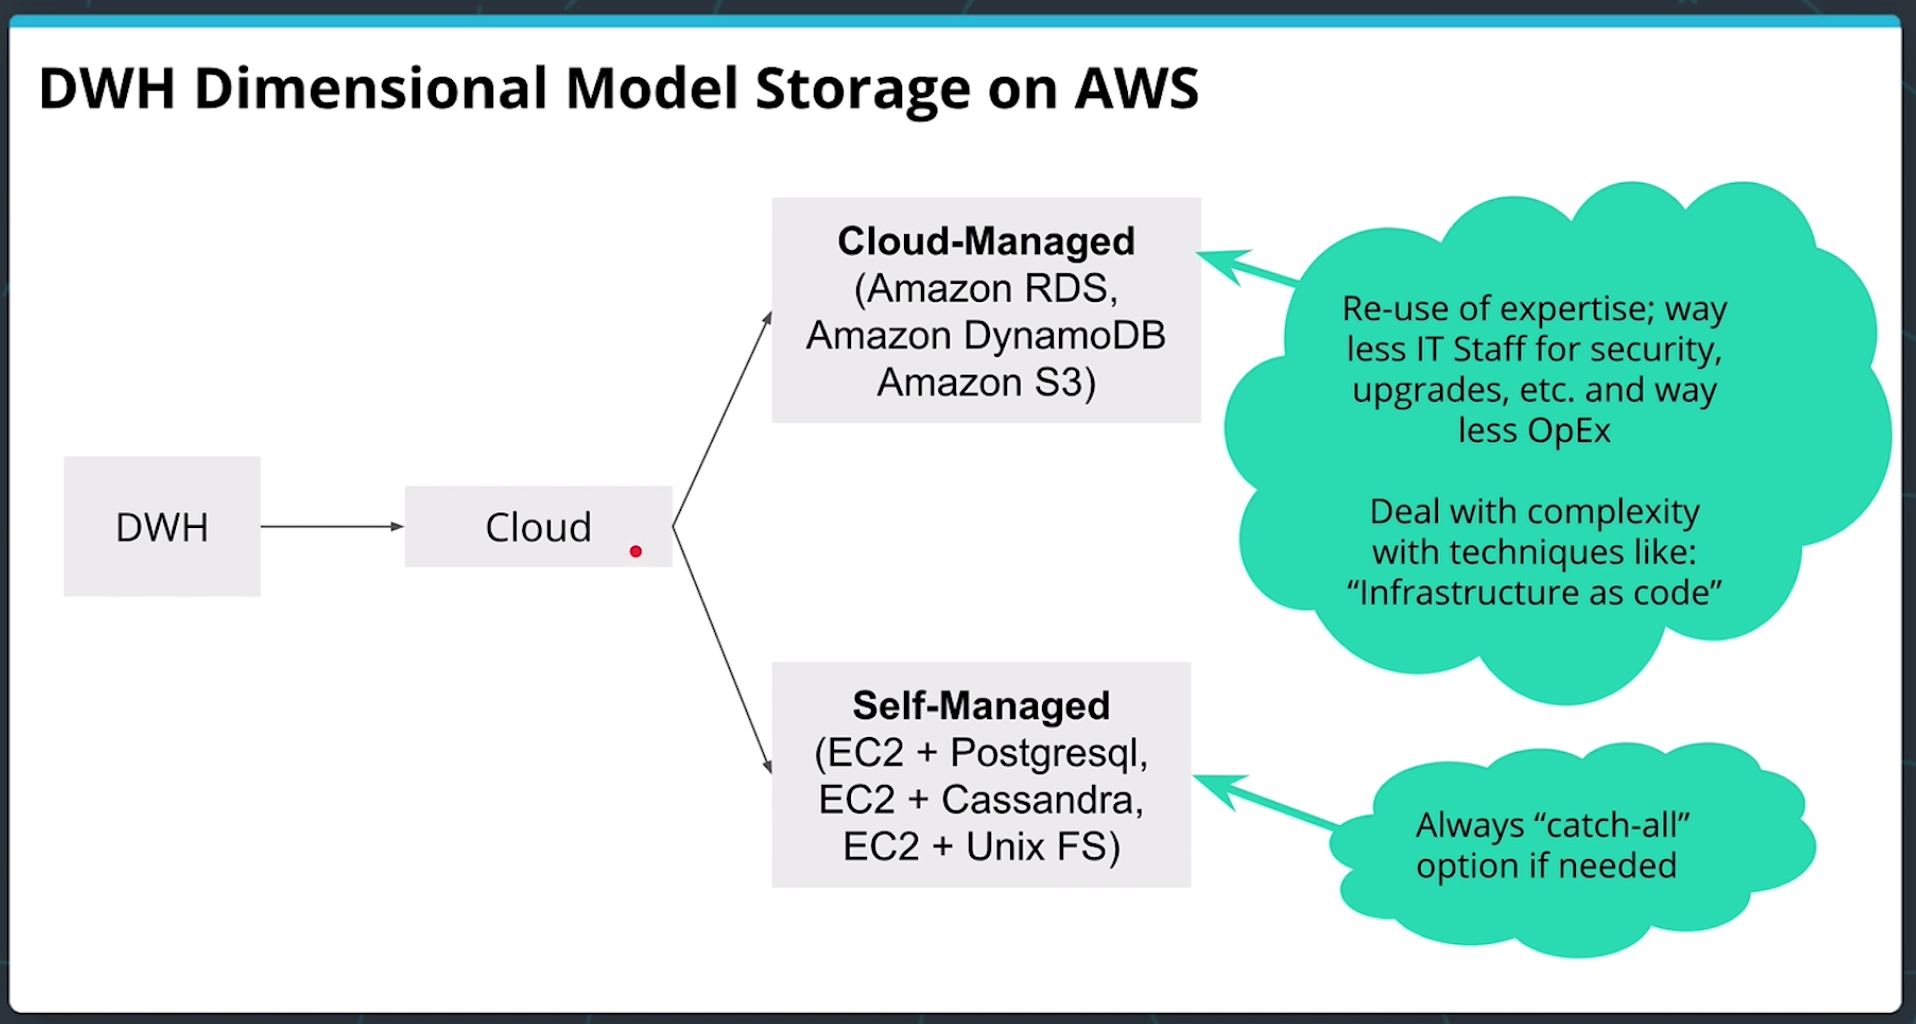 DWH Dimensional Model Storage on AWS
DWH
Cloud
Cloud-Managed
(Amazon RDS,
Amazon DynamoDB
Amazon S3)
Re-use of expertise; way
less IT Staff for security,
upgrades, etc. and way
less OpEx
Deal with complexity
with techniques like:
“Infrastructure as code”
Self-Managed
(EC2 + Postgresql,
EC2 + Cassandra,
EC2 + Unix FS)
Always “catch-all”
option if needed